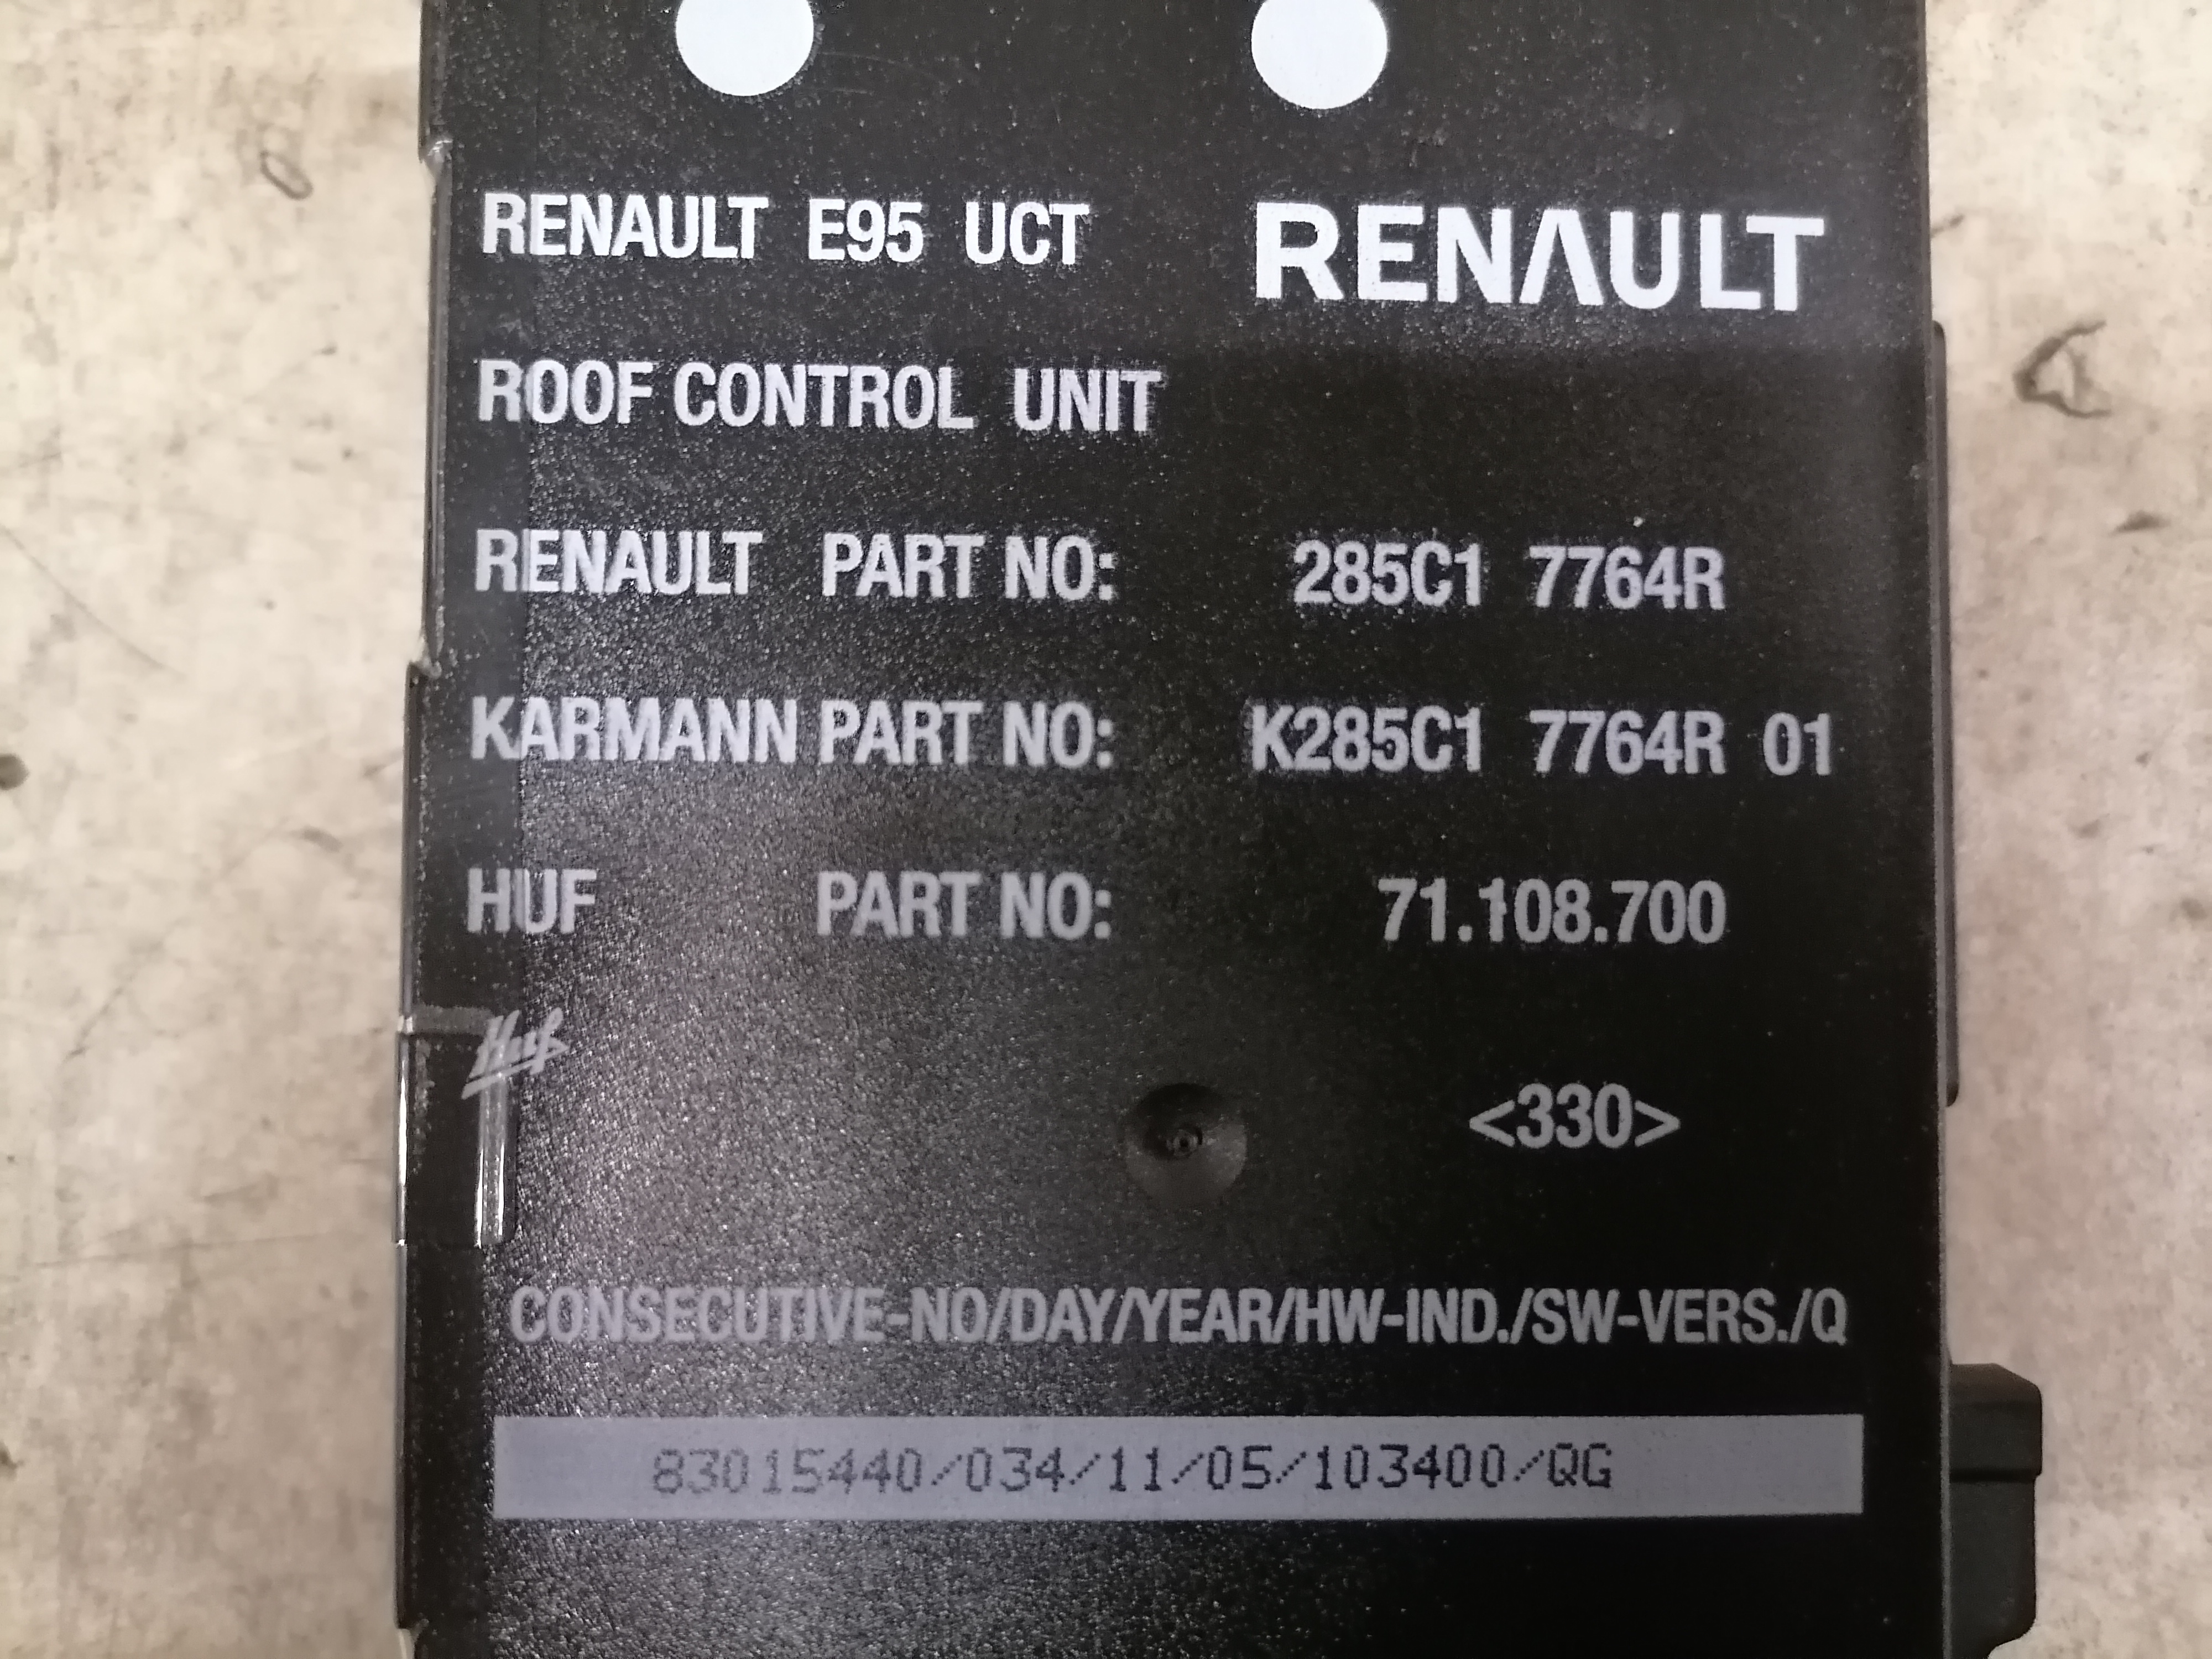 RENAULT E95 UCT
RENAULT
ROOF CONTROL UNIT
RENAULT PART NO: 285C1 7764R
KARMANN PART NO: K285C1 7764R 01
HUF PART NO: 71.108.700
Huf
<330>
CONSECUTIVE-NO/DAY/YEAR/HW-IND./SW-VERS./Q
83015440/034/11/05/103400/QG